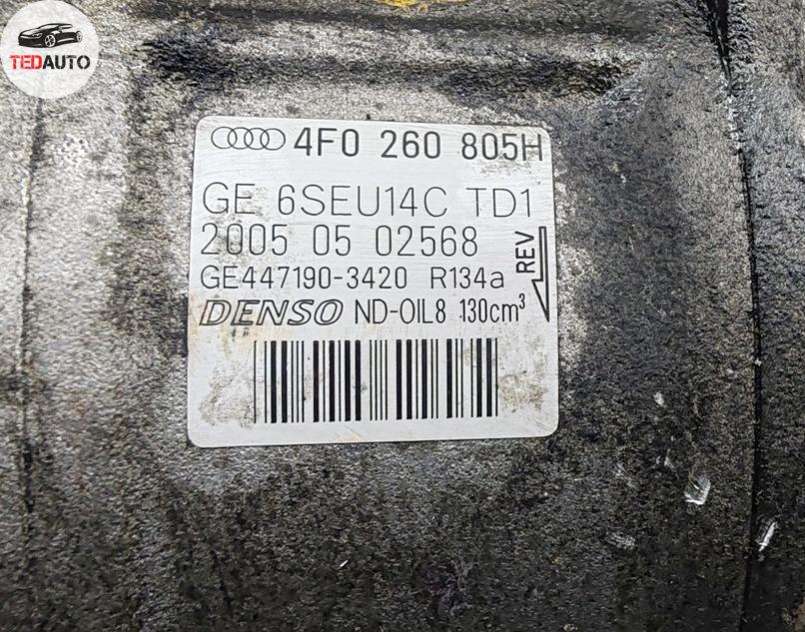 TEDAUTO
4F0 260 805H
GE 6SEU14C TD1
2005 05 02568
GE447190-3420 R134a
REV
DENSO ND-OIL8 130cm³